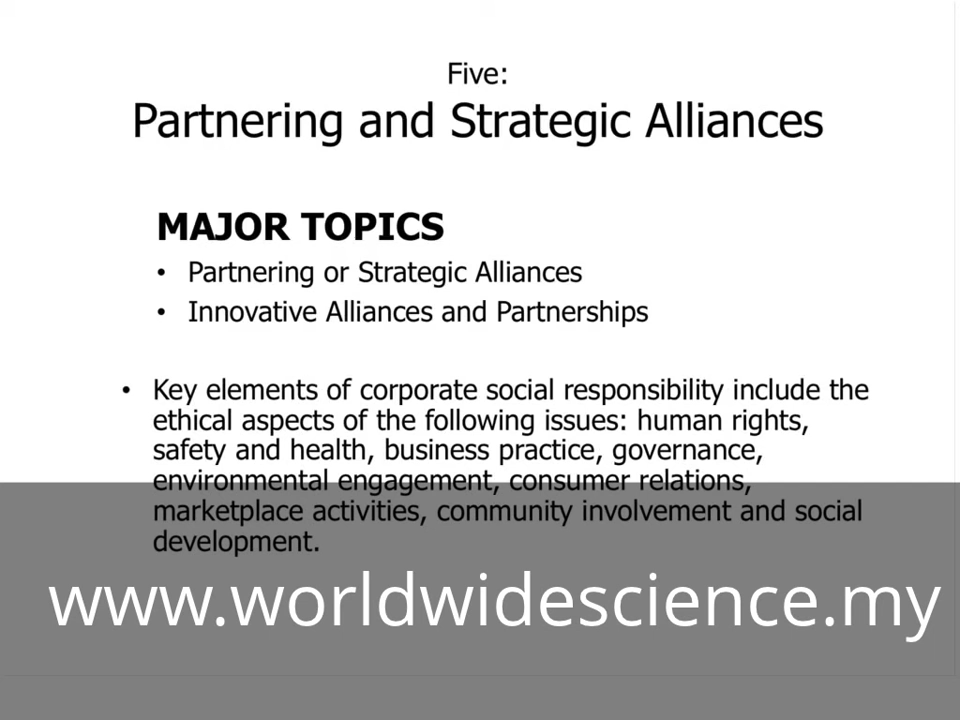 Five:
Partnering and Strategic Alliances
MAJOR TOPICS
• Partnering or Strategic Alliances
• Innovative Alliances and Partnerships
• Key elements of corporate social responsibility include the
ethical aspects of the following issues: human rights,
safety and health, business practice, governance,
environmental engagement, consumer relations,
marketplace activities, community involvement and social
development.
www.worldwidescience.my